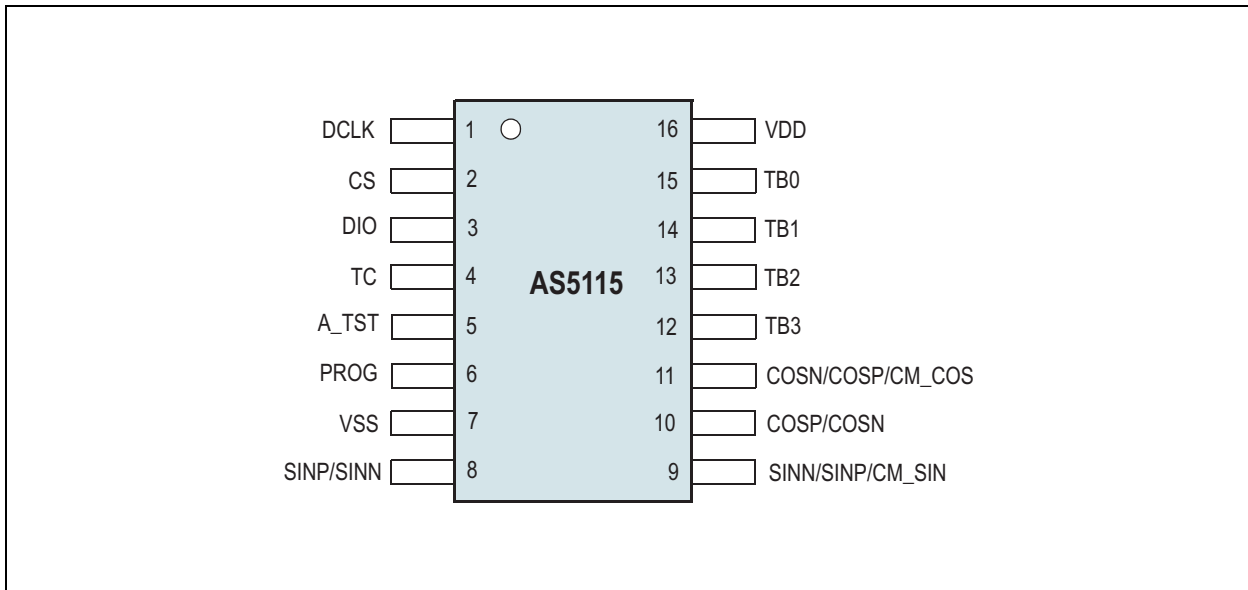 DCLK 1 16 VDD
CS 2 15 TB0
DIO 3 14 TB1
TC 4 AS5115 13 TB2
A_TST 5 12 TB3
PROG 6 11 COSN/COSP/CM_COS
VSS 7 10 COSP/COSN
SINP/SINN 8 9 SINN/SINP/CM_SIN